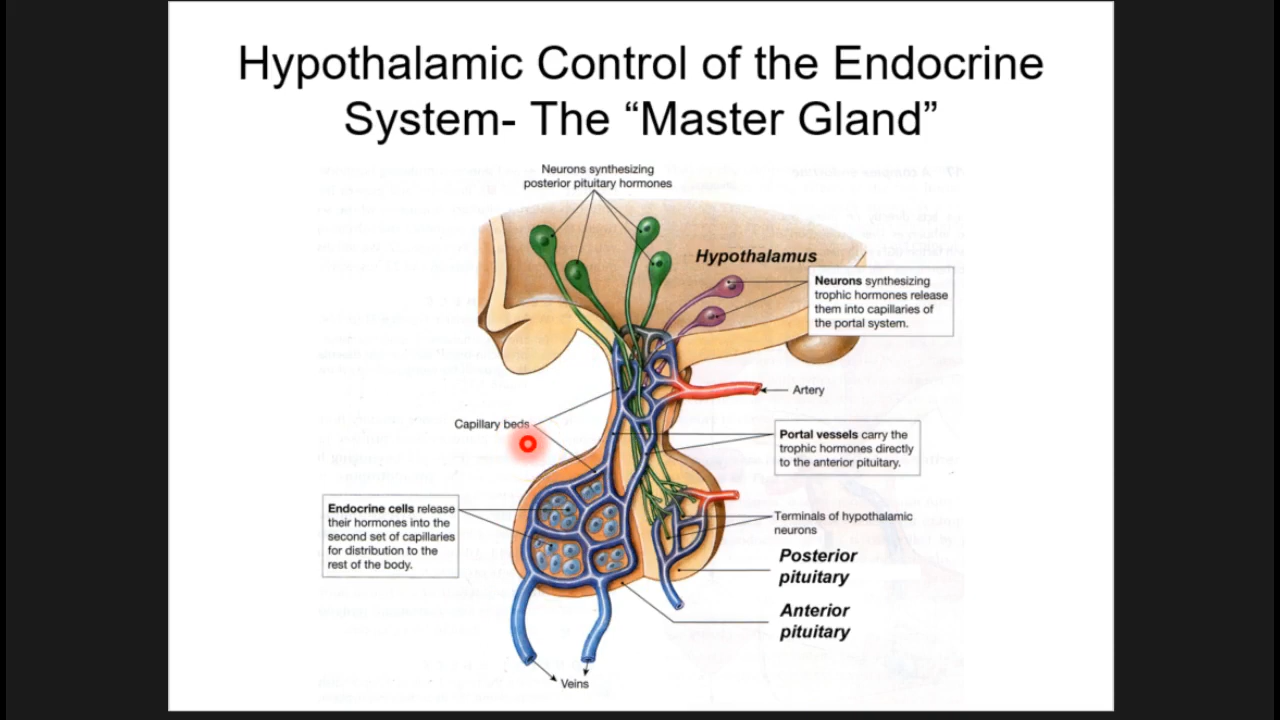 Hypothalamic Control of the Endocrine
System- The “Master Gland”
Neurons synthesizing
posterior pituitary hormones
Hypothalamus
Neurons synthesizing
trophic hormones release
them into capillaries of
the portal system.
Artery
Capillary beds
Portal vessels carry the
trophic hormones directly
to the anterior pituitary.
Endocrine cells release
their hormones into the
second set of capillaries
for distribution to the
rest of the body.
Terminals of hypothalamic
neurons
Posterior
pituitary
Anterior
pituitary
Veins